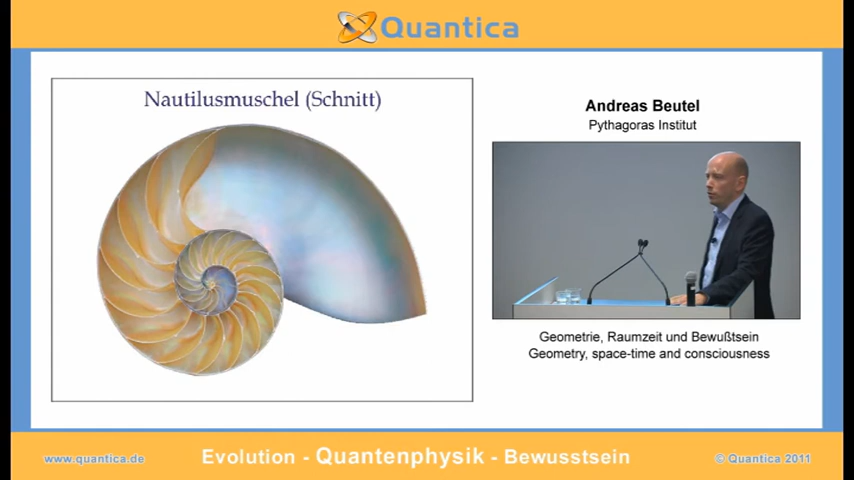 Quantica
Nautilusmuschel (Schnitt)
Andreas Beutel
Pythagoras Institut
Geometrie, Raumzeit und Bewußtsein
Geometry, space-time and consciousness
www.quantica.de
Evolution - Quantenphysik - Bewusstsein
© Quantica 2011